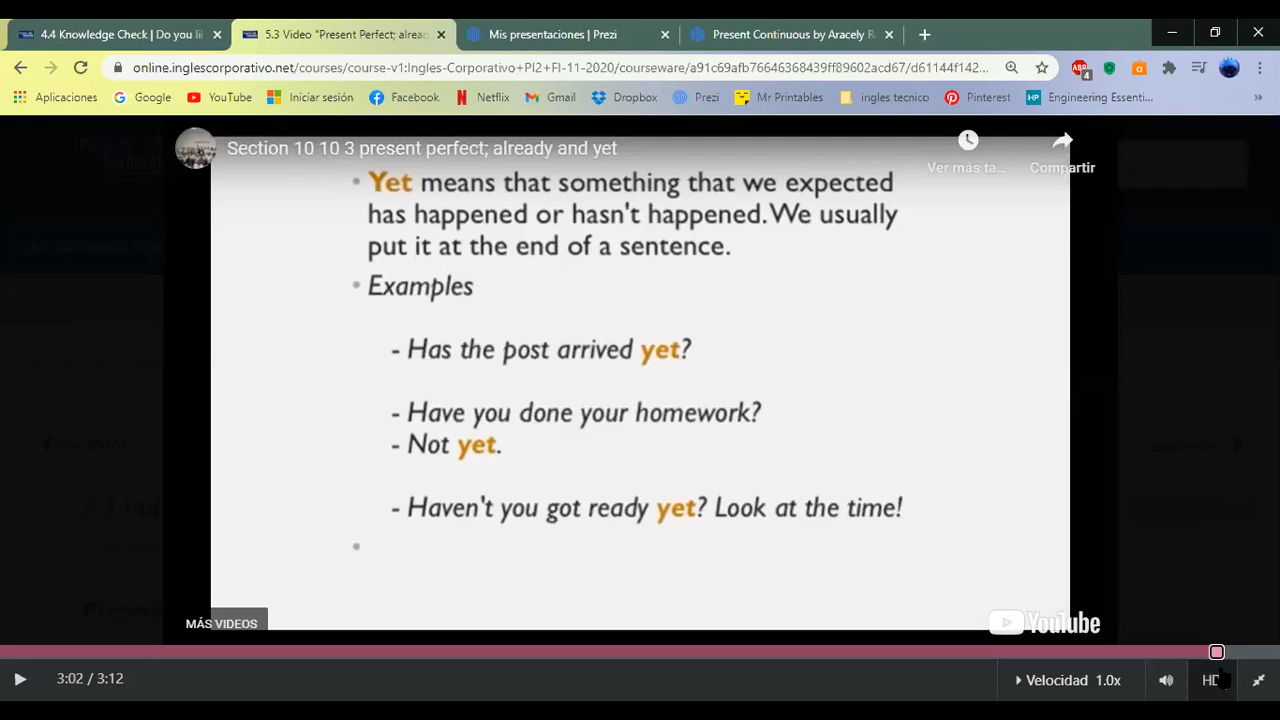 4.4 Knowledge Check | Do you lil
5.3 Video "Present Perfect; alread
Mis presentaciones | Prezi
Present Continuous by Aracely R
online.inglescorporativo.net/courses/course-v1:Ingles-Corporativo+PI2+FI-11-2020/courseware/a91c69afb76646368439ff89602acd67/d61144f142...
ABP
4
Aplicaciones
Google
YouTube
Iniciar sesión
Facebook
Netflix
Gmail
Dropbox
Prezi
Mr Printables
ingles tecnico
Pinterest
HP
Engineering Essenti...
Section 10 10 3 present perfect; already and yet
Ver más ta...
Compartir
• Yet means that something that we expected
has happened or hasn't happened. We usually
put it at the end of a sentence.
• Examples
- Has the post arrived yet?
- Have you done your homework?
- Not yet.
- Haven't you got ready yet? Look at the time!
•
MÁS VIDEOS
YouTube
3:02 / 3:12
Velocidad 1.0x
HD